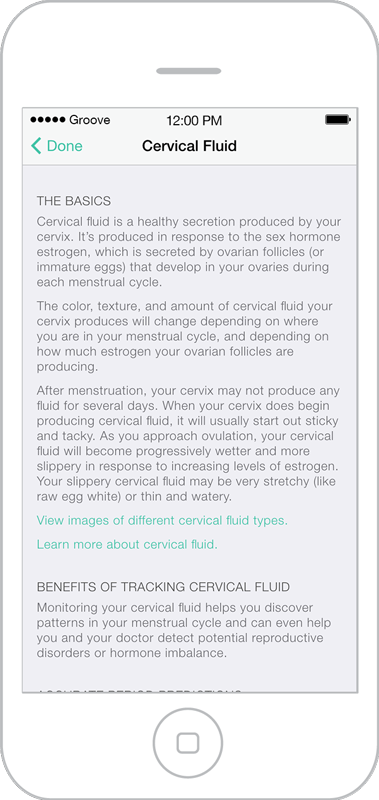 Groove
12:00 PM
Done
Cervical Fluid
THE BASICS
Cervical fluid is a healthy secretion produced by your
cervix. It's produced in response to the sex hormone
estrogen, which is secreted by ovarian follicles (or
immature eggs) that develop in your ovaries during
each menstrual cycle.
The color, texture, and amount of cervical fluid your
cervix produces will change depending on where
you are in your menstrual cycle, and depending on
how much estrogen your ovarian follicles are
producing.
After menstruation, your cervix may not produce any
fluid for several days. When your cervix does begin
producing cervical fluid, it will usually start out sticky
and tacky. As you approach ovulation, your cervical
fluid will become progressively wetter and more
slippery in response to increasing levels of estrogen.
Your slippery cervical fluid may be very stretchy (like
raw egg white) or thin and watery.
View images of different cervical fluid types.
Learn more about cervical fluid.
BENEFITS OF TRACKING CERVICAL FLUID
Monitoring your cervical fluid helps you discover
patterns in your menstrual cycle and can even help
you and your doctor detect potential reproductive
disorders or hormone imbalance.
ACCURATE PERIOD PREDICTIONS